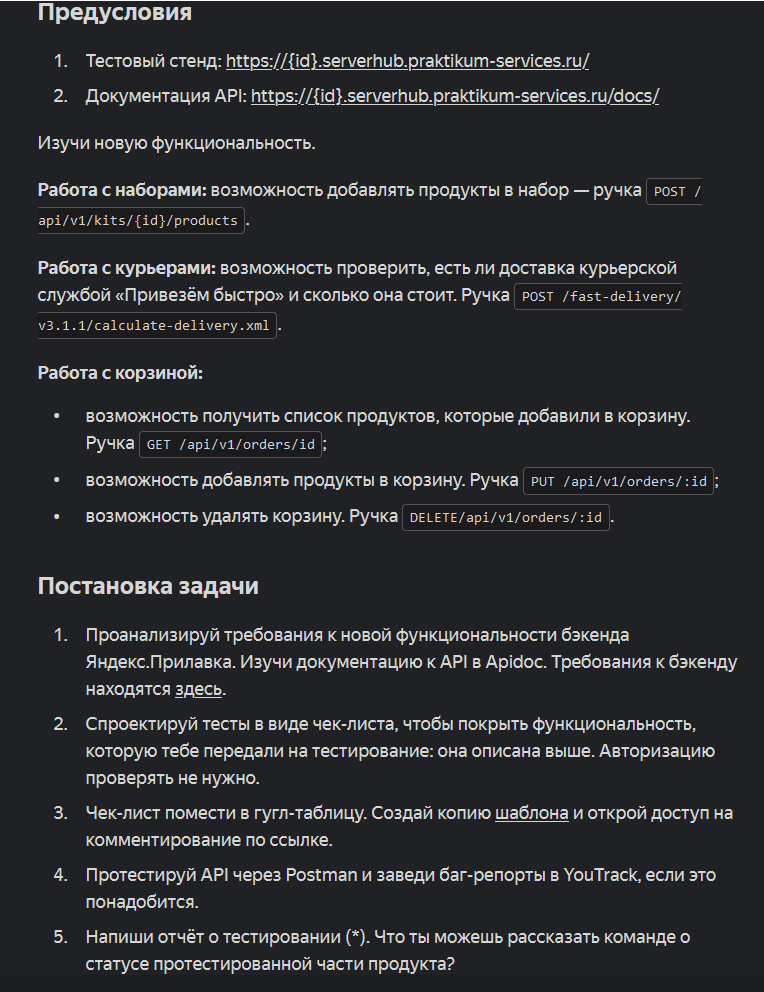 Предусловия
1. Тестовый стенд: https://{id}.serverhub.praktikum-services.ru/
2. Документация API: https://{id}.serverhub.praktikum-services.ru/docs/
Изучи новую функциональность.
Работа с наборами: возможность добавлять продукты в набор — ручка POST /
api/v1/kits/{id}/products.
Работа с курьерами: возможность проверить, есть ли доставка курьерской
службой «Привезём быстро» и сколько она стоит. Ручка POST /fast-delivery/
v3.1.1/calculate-delivery.xml.
Работа с корзиной:
• возможность получить список продуктов, которые добавили в корзину.
Ручка GET /api/v1/orders/id;
• возможность добавлять продукты в корзину. Ручка PUT /api/v1/orders/:id;
• возможность удалять корзину. Ручка DELETE/api/v1/orders/:id.
Постановка задачи
1. Проанализируй требования к новой функциональности бэкенда
Яндекс.Прилавка. Изучи документацию к API в Apidoc. Требования к бэкенду
находятся здесь.
2. Спроектируй тесты в виде чек-листа, чтобы покрыть функциональность,
которую тебе передали на тестирование: она описана выше. Авторизацию
проверять не нужно.
3. Чек-лист помести в гугл-таблицу. Создай копию шаблона и открой доступ на
комментирование по ссылке.
4. Протестируй API через Postman и заведи баг-репорты в YouTrack, если это
понадобится.
5. Напиши отчёт о тестировании (*). Что ты можешь рассказать команде о
статусе протестированной части продукта?